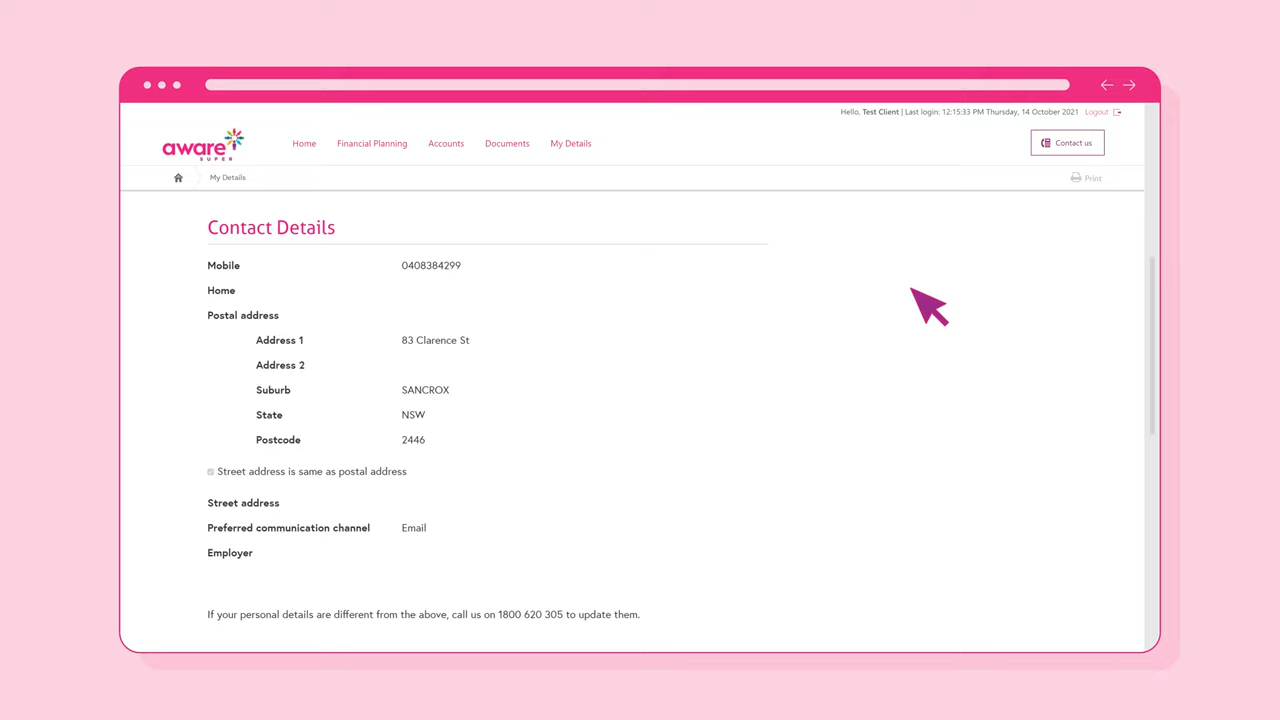 Hello, Test Client | Last login: 12:15:33 PM Thursday, 14 October 2021 Logout
aware
SUPER
Home Financial Planning Accounts Documents My Details
Contact us
My Details
Print
Contact Details
Mobile 0408384299
Home
Postal address
Address 1 83 Clarence St
Address 2
Suburb SANCROX
State NSW
Postcode 2446
Street address is same as postal address
Street address
Preferred communication channel Email
Employer
If your personal details are different from the above, call us on 1800 620 305 to update them.